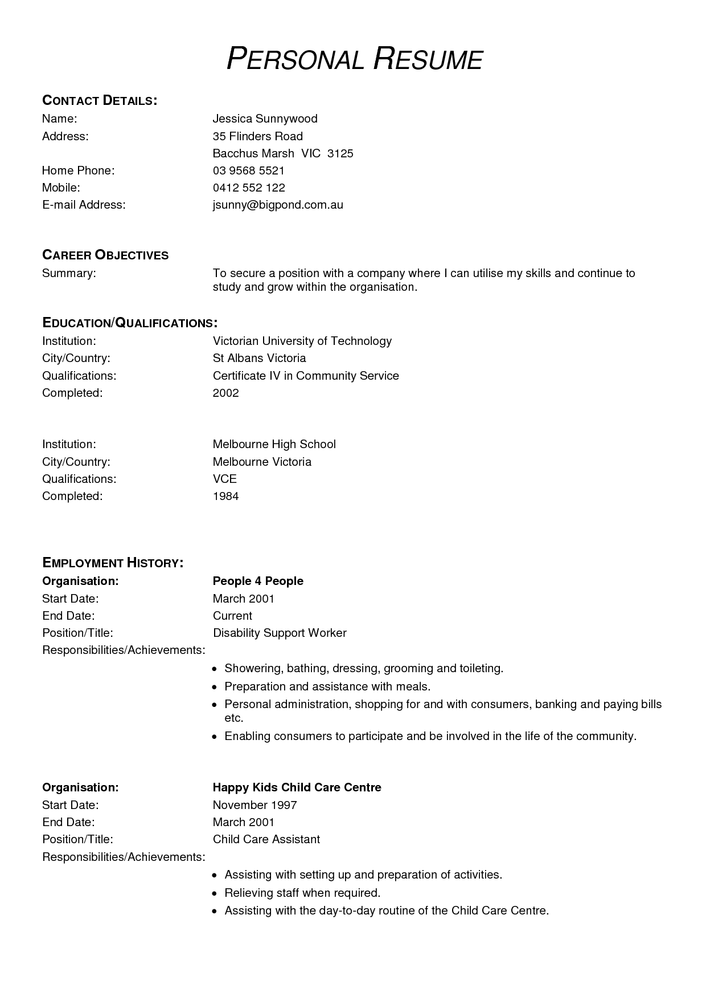 PERSONAL RESUME
CONTACT DETAILS:
Name: Jessica Sunnywood
Address: 35 Flinders Road
Bacchus Marsh  VIC  3125
Home Phone: 03 9568 5521
Mobile: 0412 552 122
E-mail Address: jsunny@bigpond.com.au
CAREER OBJECTIVES
Summary: To secure a position with a company where I can utilise my skills and continue to
study and grow within the organisation.
EDUCATION/QUALIFICATIONS:
Institution: Victorian University of Technology
City/Country: St Albans Victoria
Qualifications: Certificate IV in Community Service
Completed: 2002
Institution: Melbourne High School
City/Country: Melbourne Victoria
Qualifications: VCE
Completed: 1984
EMPLOYMENT HISTORY:
Organisation: People 4 People
Start Date: March 2001
End Date: Current
Position/Title: Disability Support Worker
Responsibilities/Achievements:
• Showering, bathing, dressing, grooming and toileting.
• Preparation and assistance with meals.
• Personal administration, shopping for and with consumers, banking and paying bills
etc.
• Enabling consumers to participate and be involved in the life of the community.
Organisation: Happy Kids Child Care Centre
Start Date: November 1997
End Date: March 2001
Position/Title: Child Care Assistant
Responsibilities/Achievements:
• Assisting with setting up and preparation of activities.
• Relieving staff when required.
• Assisting with the day-to-day routine of the Child Care Centre.